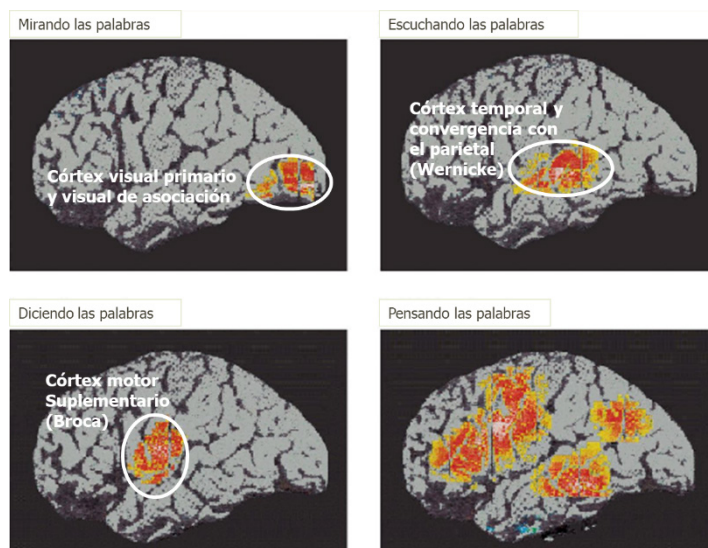 Mirando las palabras
Escuchando las palabras
Córtex visual primario
y visual de asociación
Córtex temporal y
convergencia con
el parietal
(Wernicke)
Diciendo las palabras
Pensando las palabras
Córtex motor
Suplementario
(Broca)